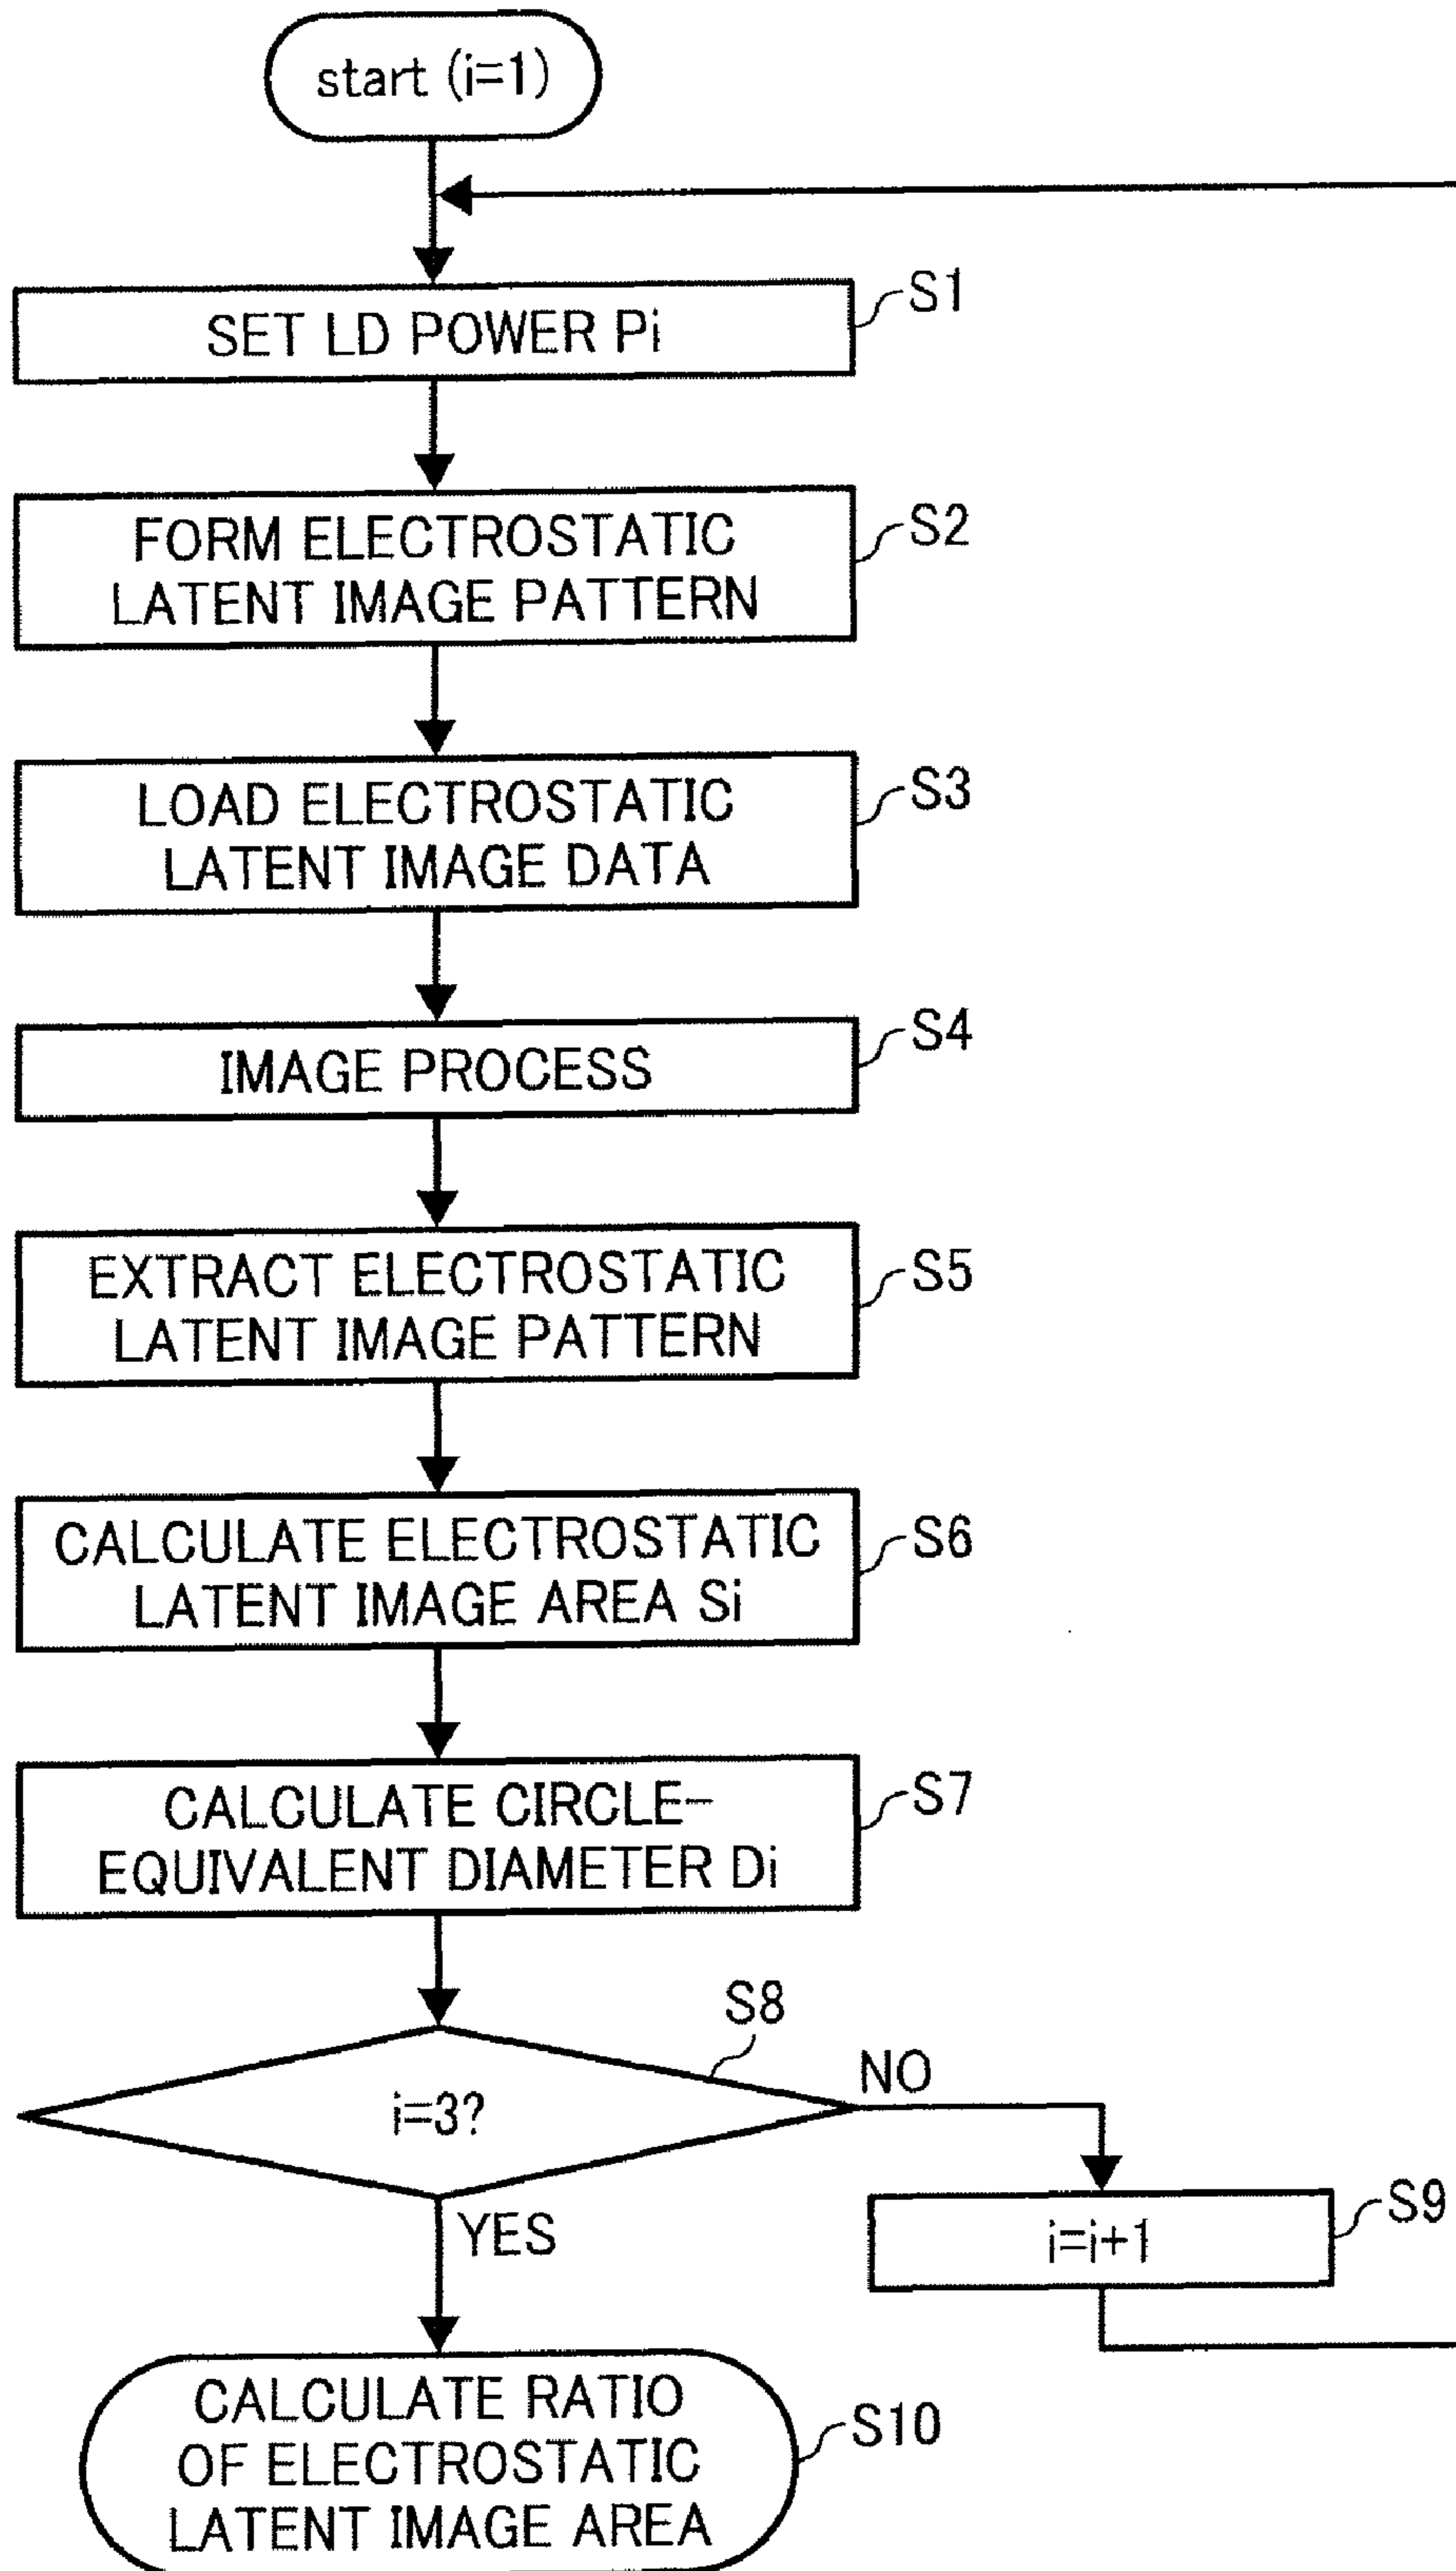 start (i=1)
SET LD POWER Pi
S1
FORM ELECTROSTATIC
LATENT IMAGE PATTERN
S2
LOAD ELECTROSTATIC
LATENT IMAGE DATA
S3
IMAGE PROCESS
S4
EXTRACT ELECTROSTATIC
LATENT IMAGE PATTERN
S5
CALCULATE ELECTROSTATIC
LATENT IMAGE AREA Si
S6
CALCULATE CIRCLE-
EQUIVALENT DIAMETER Di
S7
i=3?
S8
NO
YES
i=i+1
S9
CALCULATE RATIO
OF ELECTROSTATIC
LATENT IMAGE AREA
S10